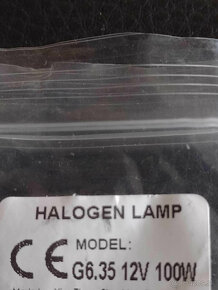 HALOGEN LAMP
CE MODEL:
G6.35 12V 100W